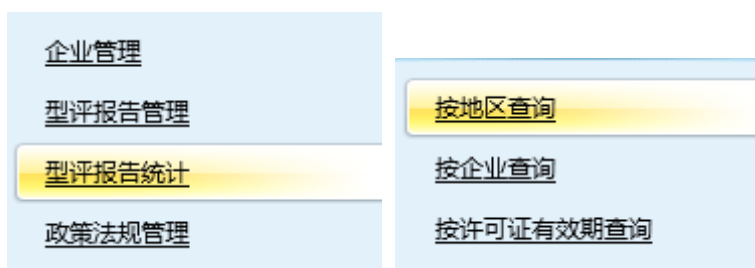 企业管理
型评报告管理
型评报告统计
政策法规管理
按地区查询
按企业查询
按许可证有效期查询